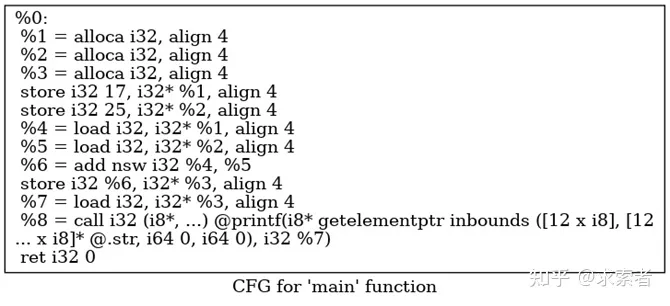 %0:
%1 = alloca i32, align 4
%2 = alloca i32, align 4
%3 = alloca i32, align 4
store i32 17, i32* %1, align 4
store i32 25, i32* %2, align 4
%4 = load i32, i32* %1, align 4
%5 = load i32, i32* %2, align 4
%6 = add nsw i32 %4, %5
store i32 %6, i32* %3, align 4
%7 = load i32, i32* %3, align 4
%8 = call i32 (i8*, ...) @printf(i8* getelementptr inbounds ([12 x i8], [12
... x i8]* @.str, i64 0, i64 0), i32 %7)
ret i32 0
CFG for 'main' function
知乎 @求索者